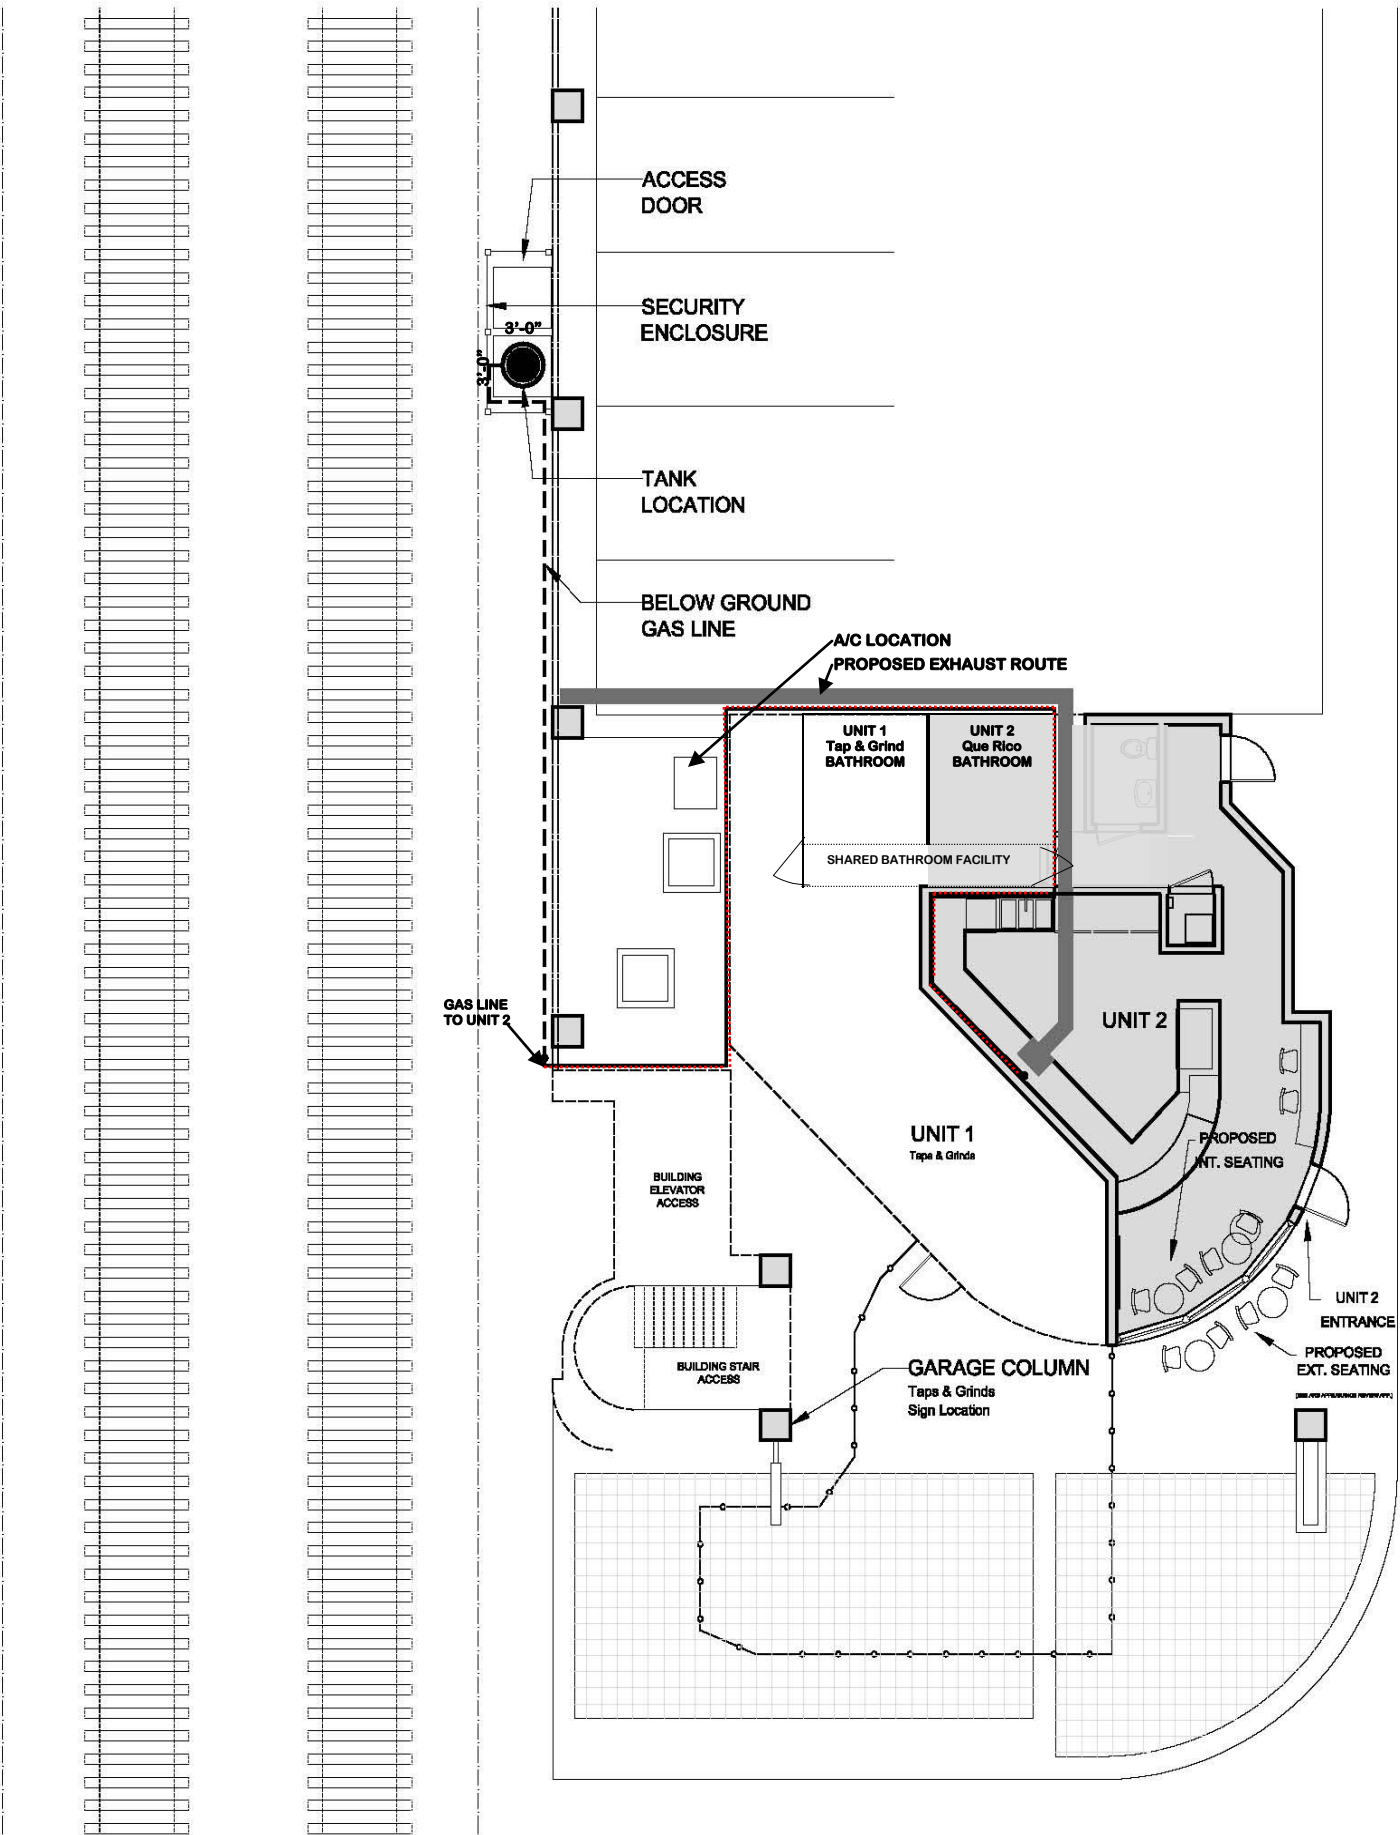 ACCESS
DOOR
SECURITY
ENCLOSURE
3'-0"
3'-0"
TANK
LOCATION
BELOW GROUND
GAS LINE
A/C LOCATION
PROPOSED EXHAUST ROUTE
UNIT 1
Tap & Grind
BATHROOM
UNIT 2
Que Rico
BATHROOM
SHARED BATHROOM FACILITY
GAS LINE
TO UNIT 2
UNIT 2
UNIT 1
Taps & Grinds
PROPOSED
INT. SEATING
BUILDING
ELEVATOR
ACCESS
UNIT 2
ENTRANCE
PROPOSED
EXT. SEATING
BUILDING STAIR
ACCESS
GARAGE COLUMN
Taps & Grinds
Sign Location